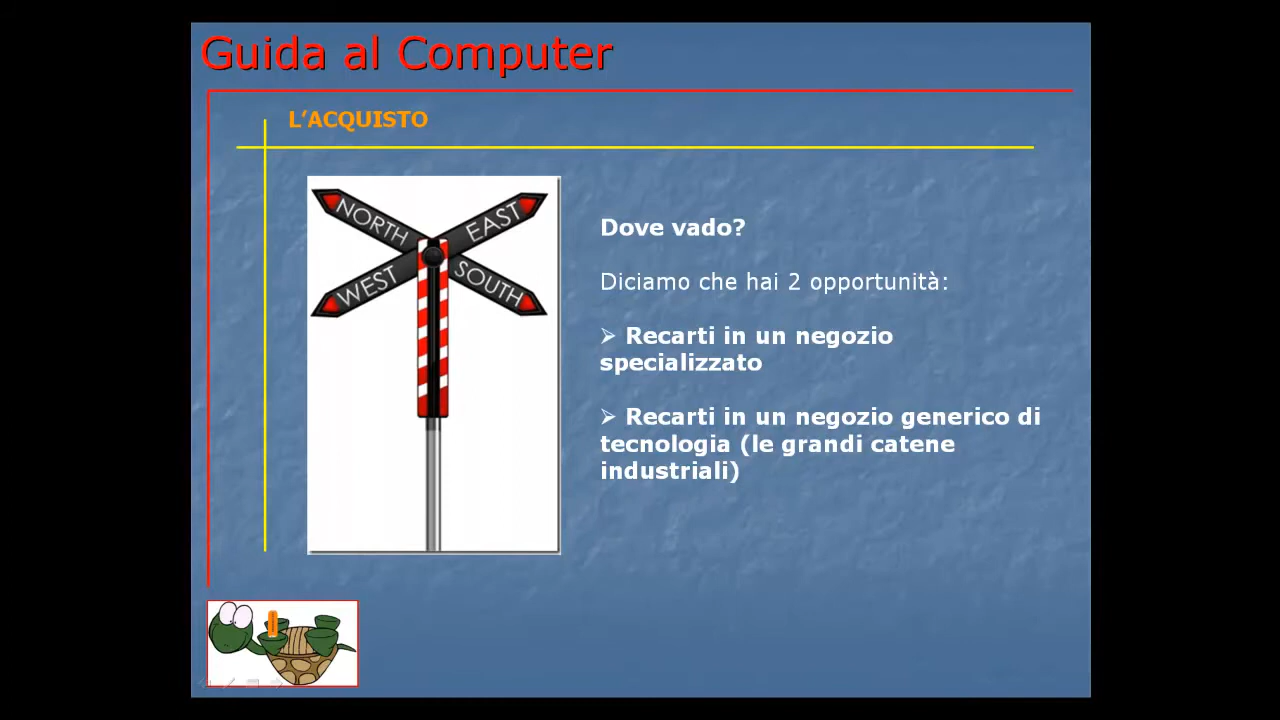 Guida al Computer
L’ACQUISTO
NORTH
EAST
WEST
SOUTH
Dove vado?
Diciamo che hai 2 opportunità:
➢ Recarti in un negozio
specializzato
➢ Recarti in un negozio generico di
tecnologia (le grandi catene
industriali)